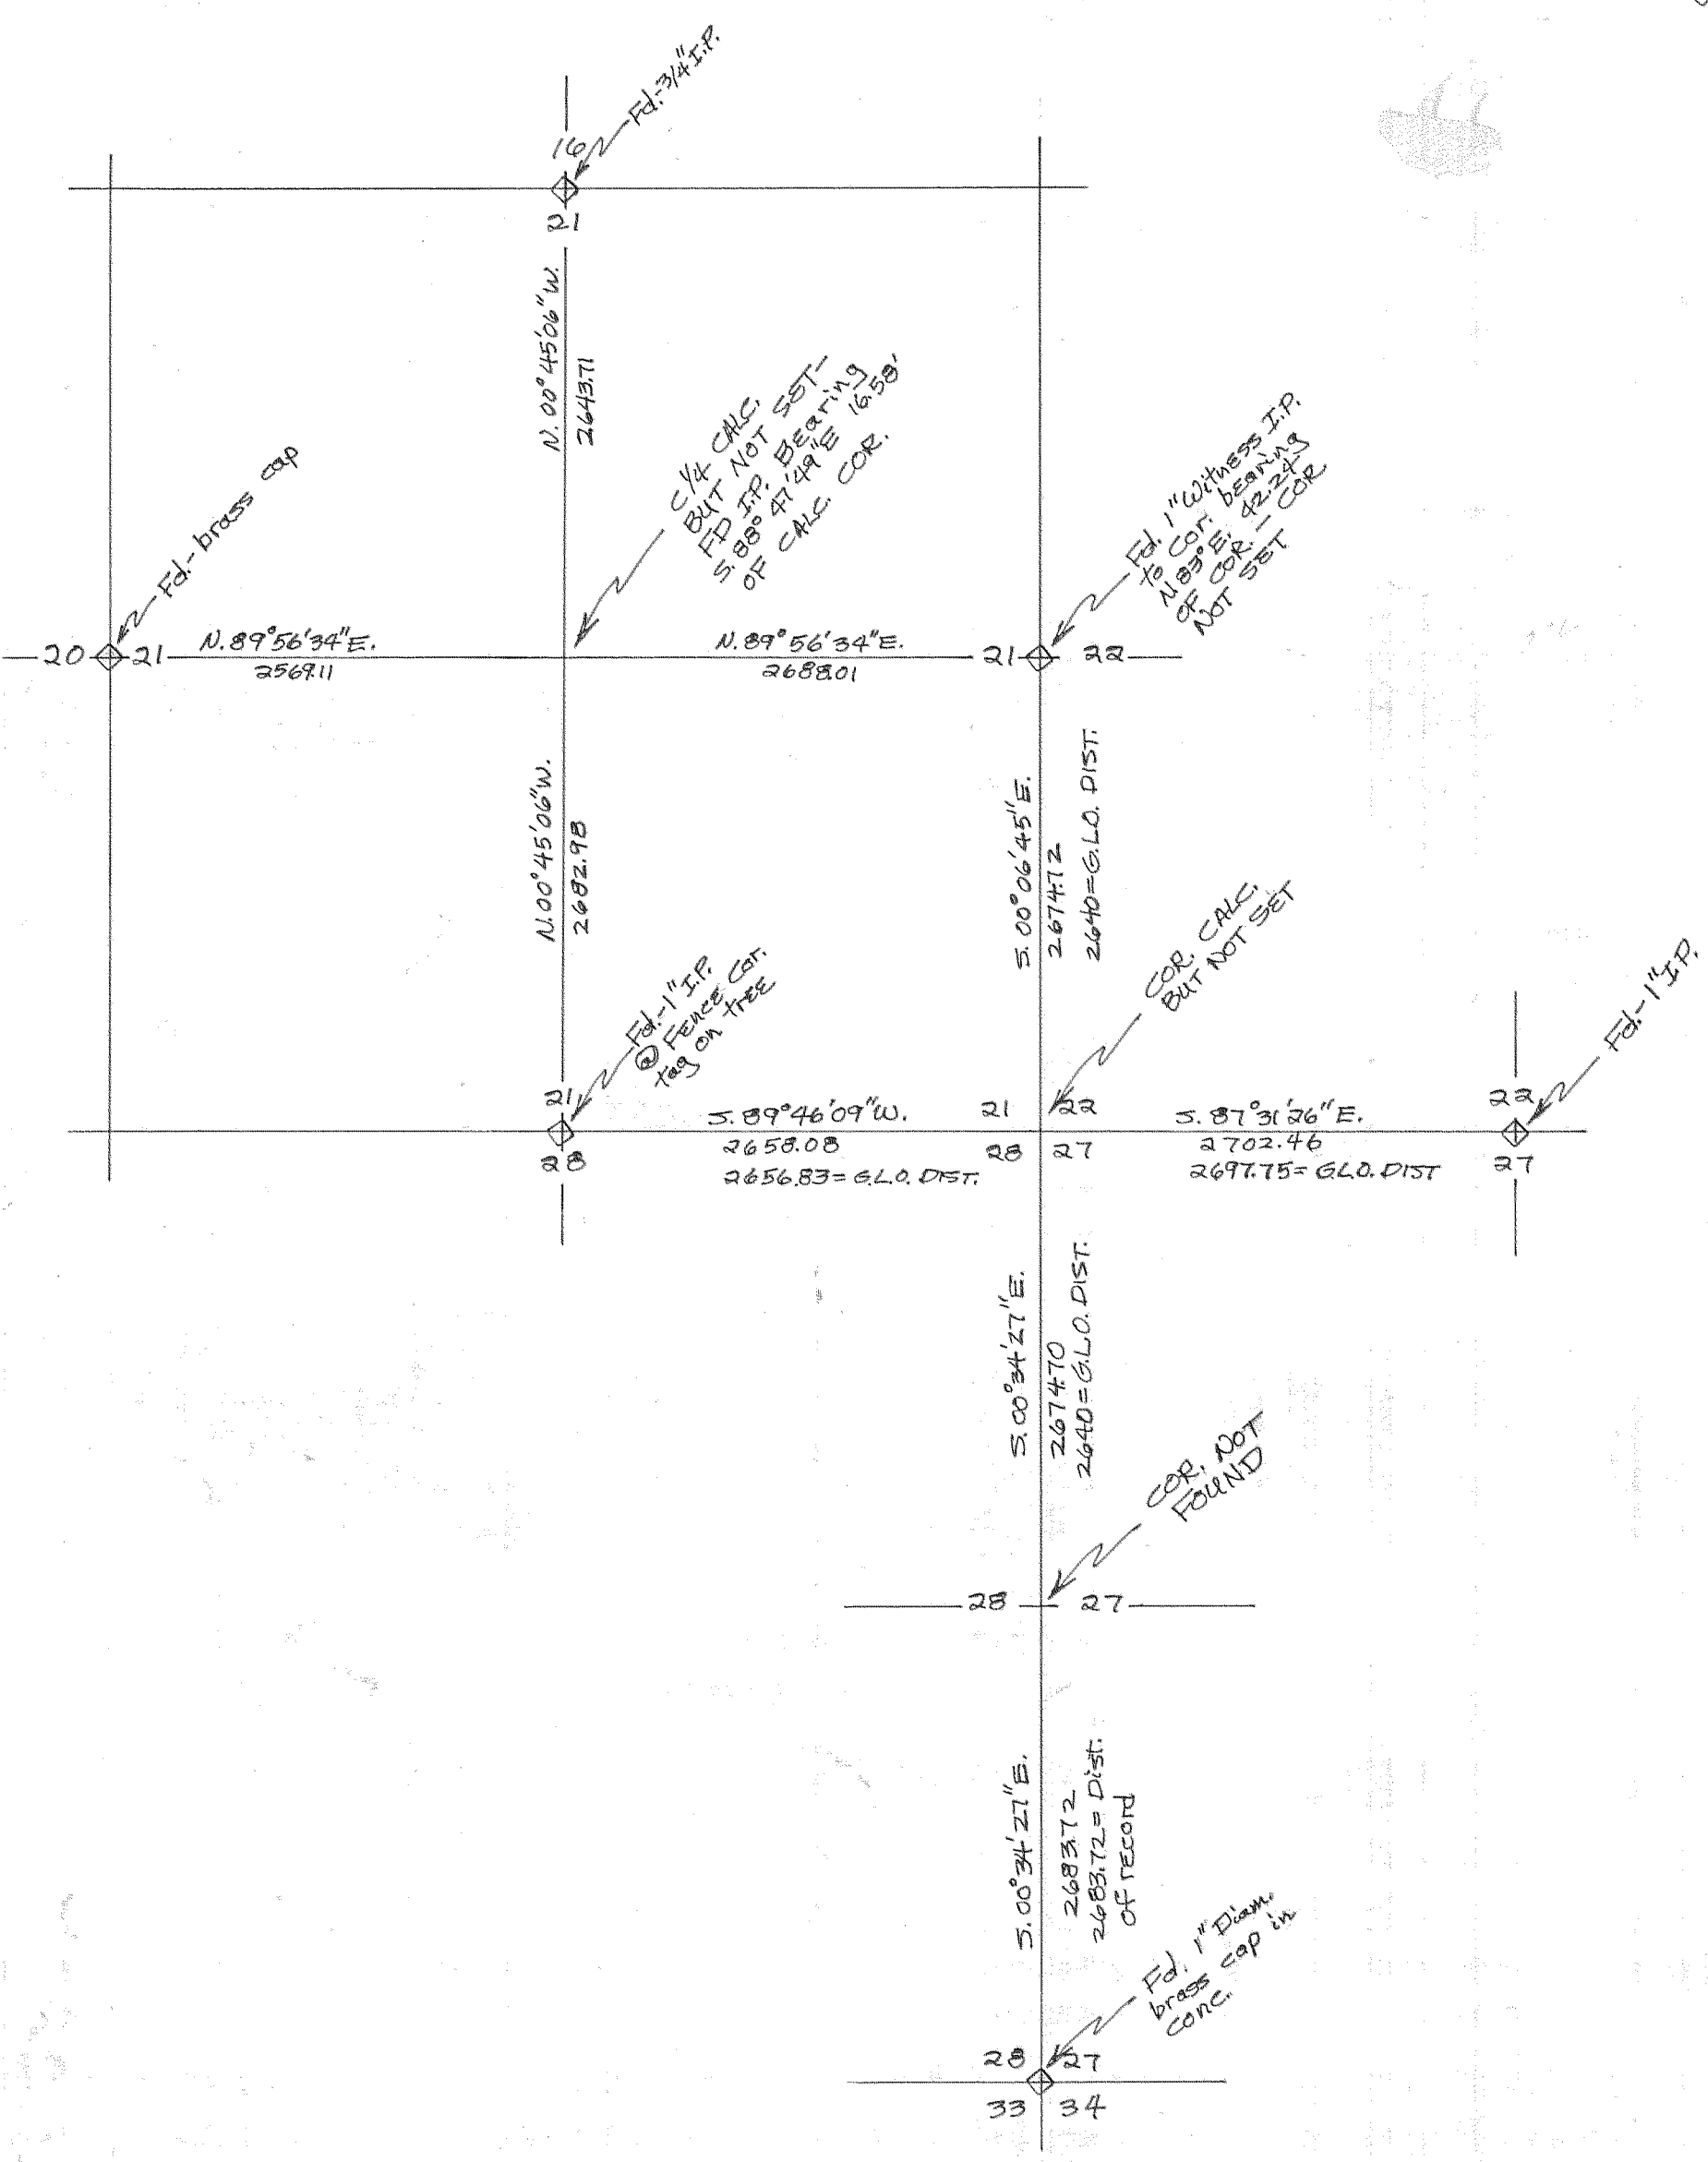 Fd.-3/4" I.P.
16
21
N. 00°45'06" W.
2643.71
C 1/4 CALC.
BUT NOT SET-
FD I.P. Bearing
S. 88° 47' 49" E 16.58'
OF CALC. COR.
Fd. 1" Witness I.P.
to Cor. bearing
N. 83° E. 42.24
OF COR. - COR
NOT SET
Fd.- brass cap
20 21
N. 89°56'34" E.
2569.11
N. 89°56'34" E.
2688.01
21 22
N. 00°45'06" W.
2682.98
S. 00°06'45" E.
2674.72
2640=G.L.O. DIST.
Fd.-1" I.P.
@ Fence Cor.
tag on tree
COR. CALC.
BUT NOT SET
Fd.- 1" I.P.
21
28
S. 89°46'09" W.
2658.08
2656.83= G.L.O. DIST.
21 22
28 27
S. 87°31'26" E.
2702.46
2697.75= G.L.O. DIST
22
27
S. 00°34'27" E.
2674.70
2640=G.L.O. DIST.
COR. NOT
FOUND
28 27
S. 00°34'27" E.
2683.72
2683.72= Dist.
of record
Fd. 1" Diam.
brass cap in
conc.
28 27
33 34